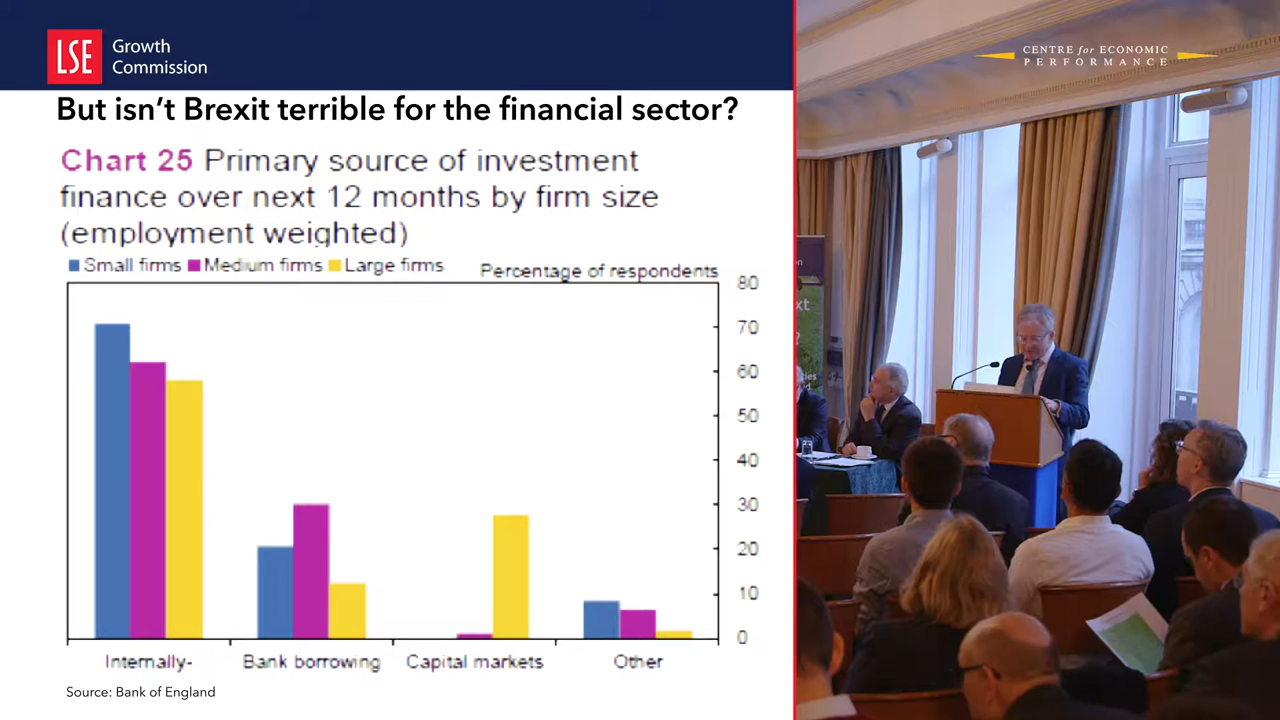 LSE
Growth
Commission
CENTRE for ECONOMIC
PERFORMANCE
But isn't Brexit terrible for the financial sector?
Chart 25 Primary source of investment
finance over next 12 months by firm size
(employment weighted)
Small firms Medium firms Large firms
Percentage of respondents
80
70
60
50
40
30
20
10
0
Internally- Bank borrowing Capital markets Other
Source: Bank of England